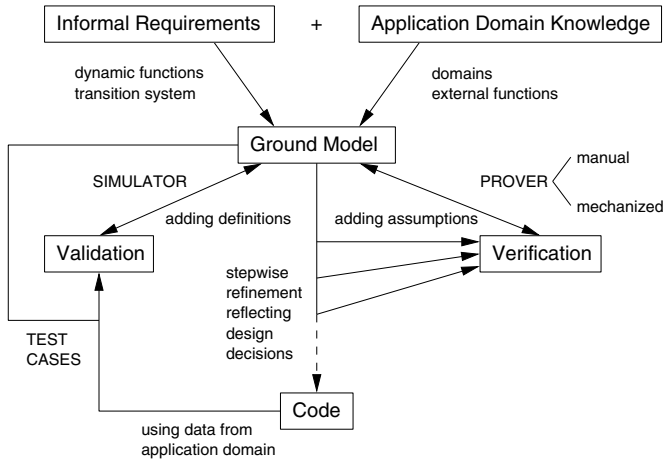 Informal Requirements + Application Domain Knowledge
dynamic functions
transition system
domains
external functions
Ground Model
SIMULATOR
PROVER
manual
mechanized
adding definitions
adding assumptions
Validation
Verification
stepwise
refinement
reflecting
design
decisions
TEST
CASES
Code
using data from
application domain